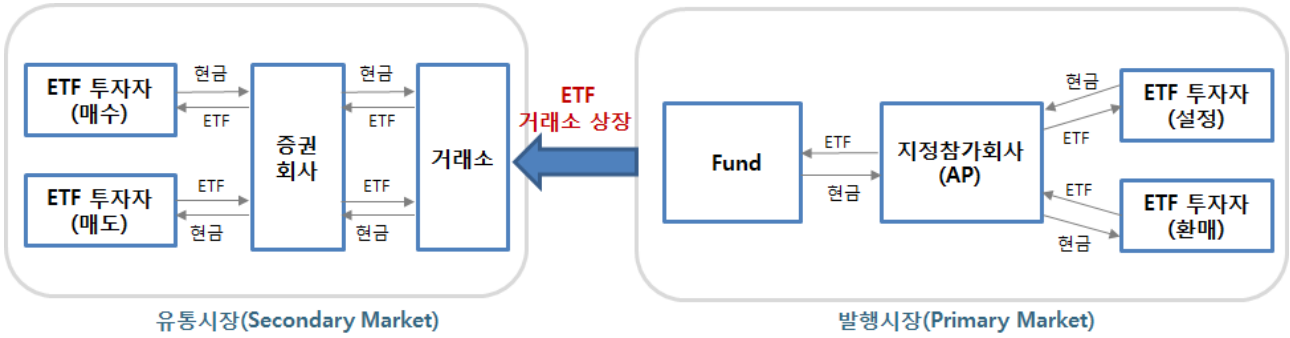 ETF 투자자
(매수)
현금
ETF
ETF 투자자
(매도)
ETF
현금
증권
회사
현금
ETF
ETF
현금
거래소
ETF
거래소 상장
Fund
ETF
현금
지정참가회사
(AP)
현금
ETF
ETF
현금
ETF 투자자
(설정)
ETF 투자자
(환매)
유통시장(Secondary Market)
발행시장(Primary Market)